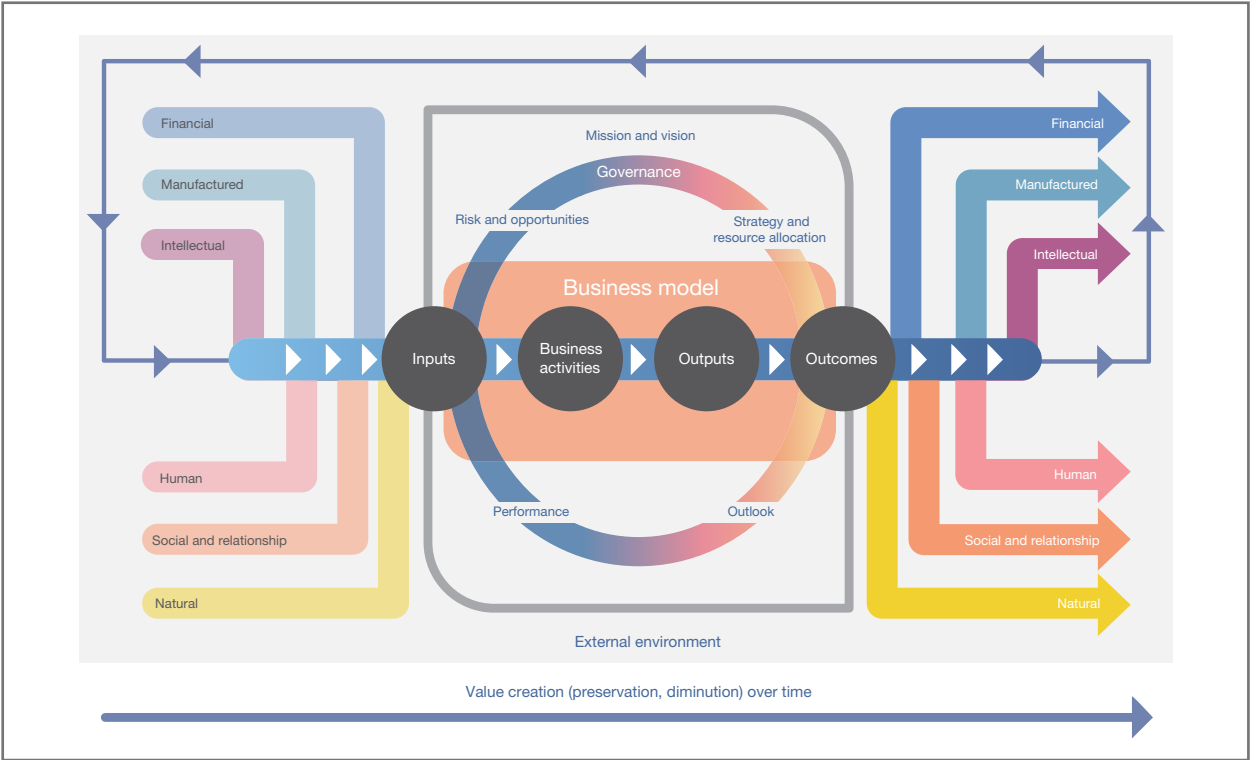 Financial
Manufactured
Intellectual
Human
Social and relationship
Natural
Mission and vision
Governance
Risk and opportunities
Strategy and
resource allocation
Business model
Inputs
Business
activities
Outputs
Outcomes
Performance
Outlook
External environment
Financial
Manufactured
Intellectual
Human
Social and relationship
Natural
Value creation (preservation, diminution) over time